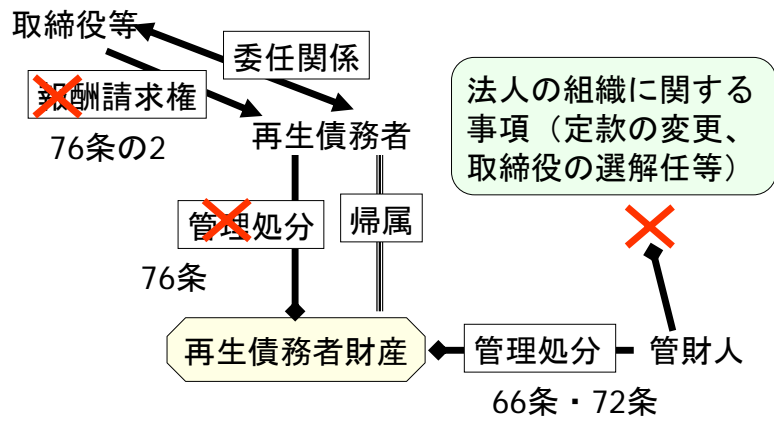 取締役等
委任関係
報酬請求権
76条の2
再生債務者
法人の組織に関する
事項（定款の変更、
取締役の選解任等）
管理処分
帰属
76条
再生債務者財産
管理処分
管財人
66条・72条